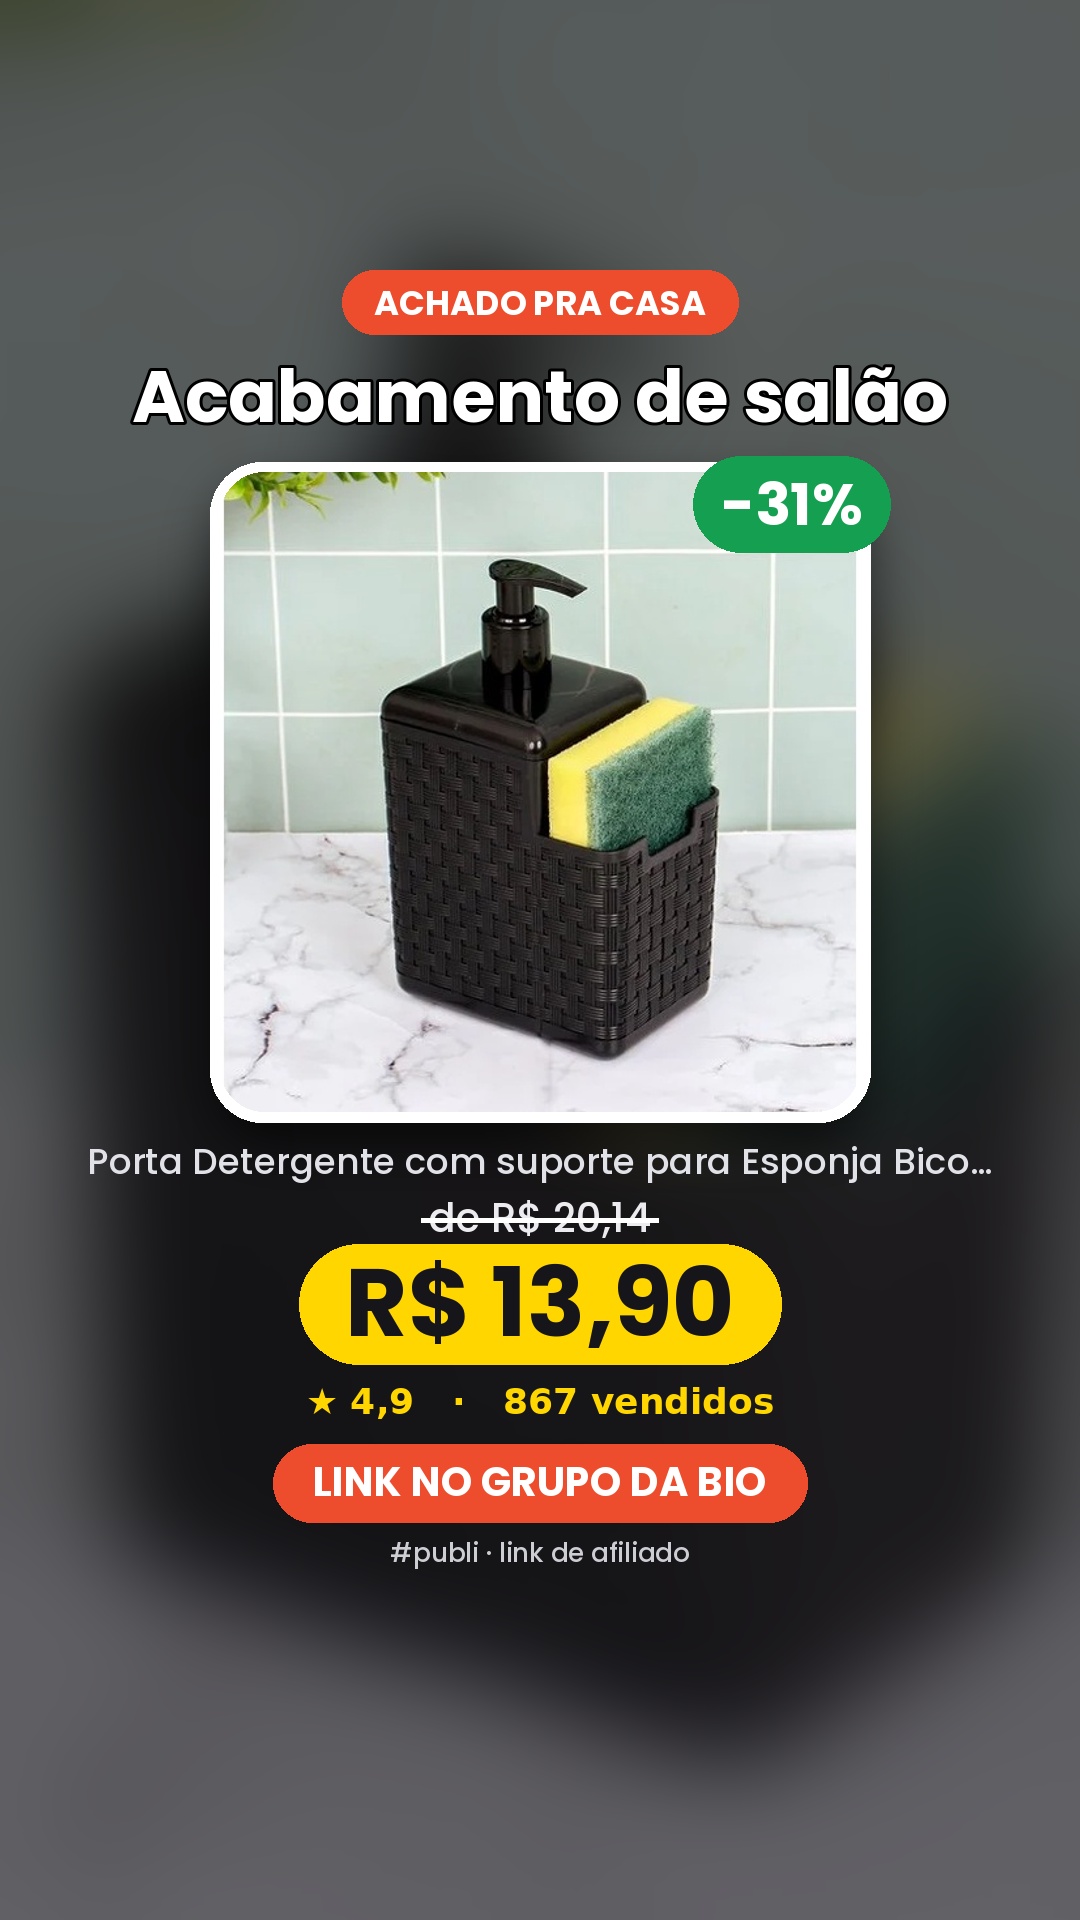 ACHADO PRA CASA
Acabamento de salão
-31%
Porta Detergente com suporte para Esponja Bico...
de R$ 20,14
R$ 13,90
★ 4,9 · 867 vendidos
LINK NO GRUPO DA BIO
#publi · link de afiliado